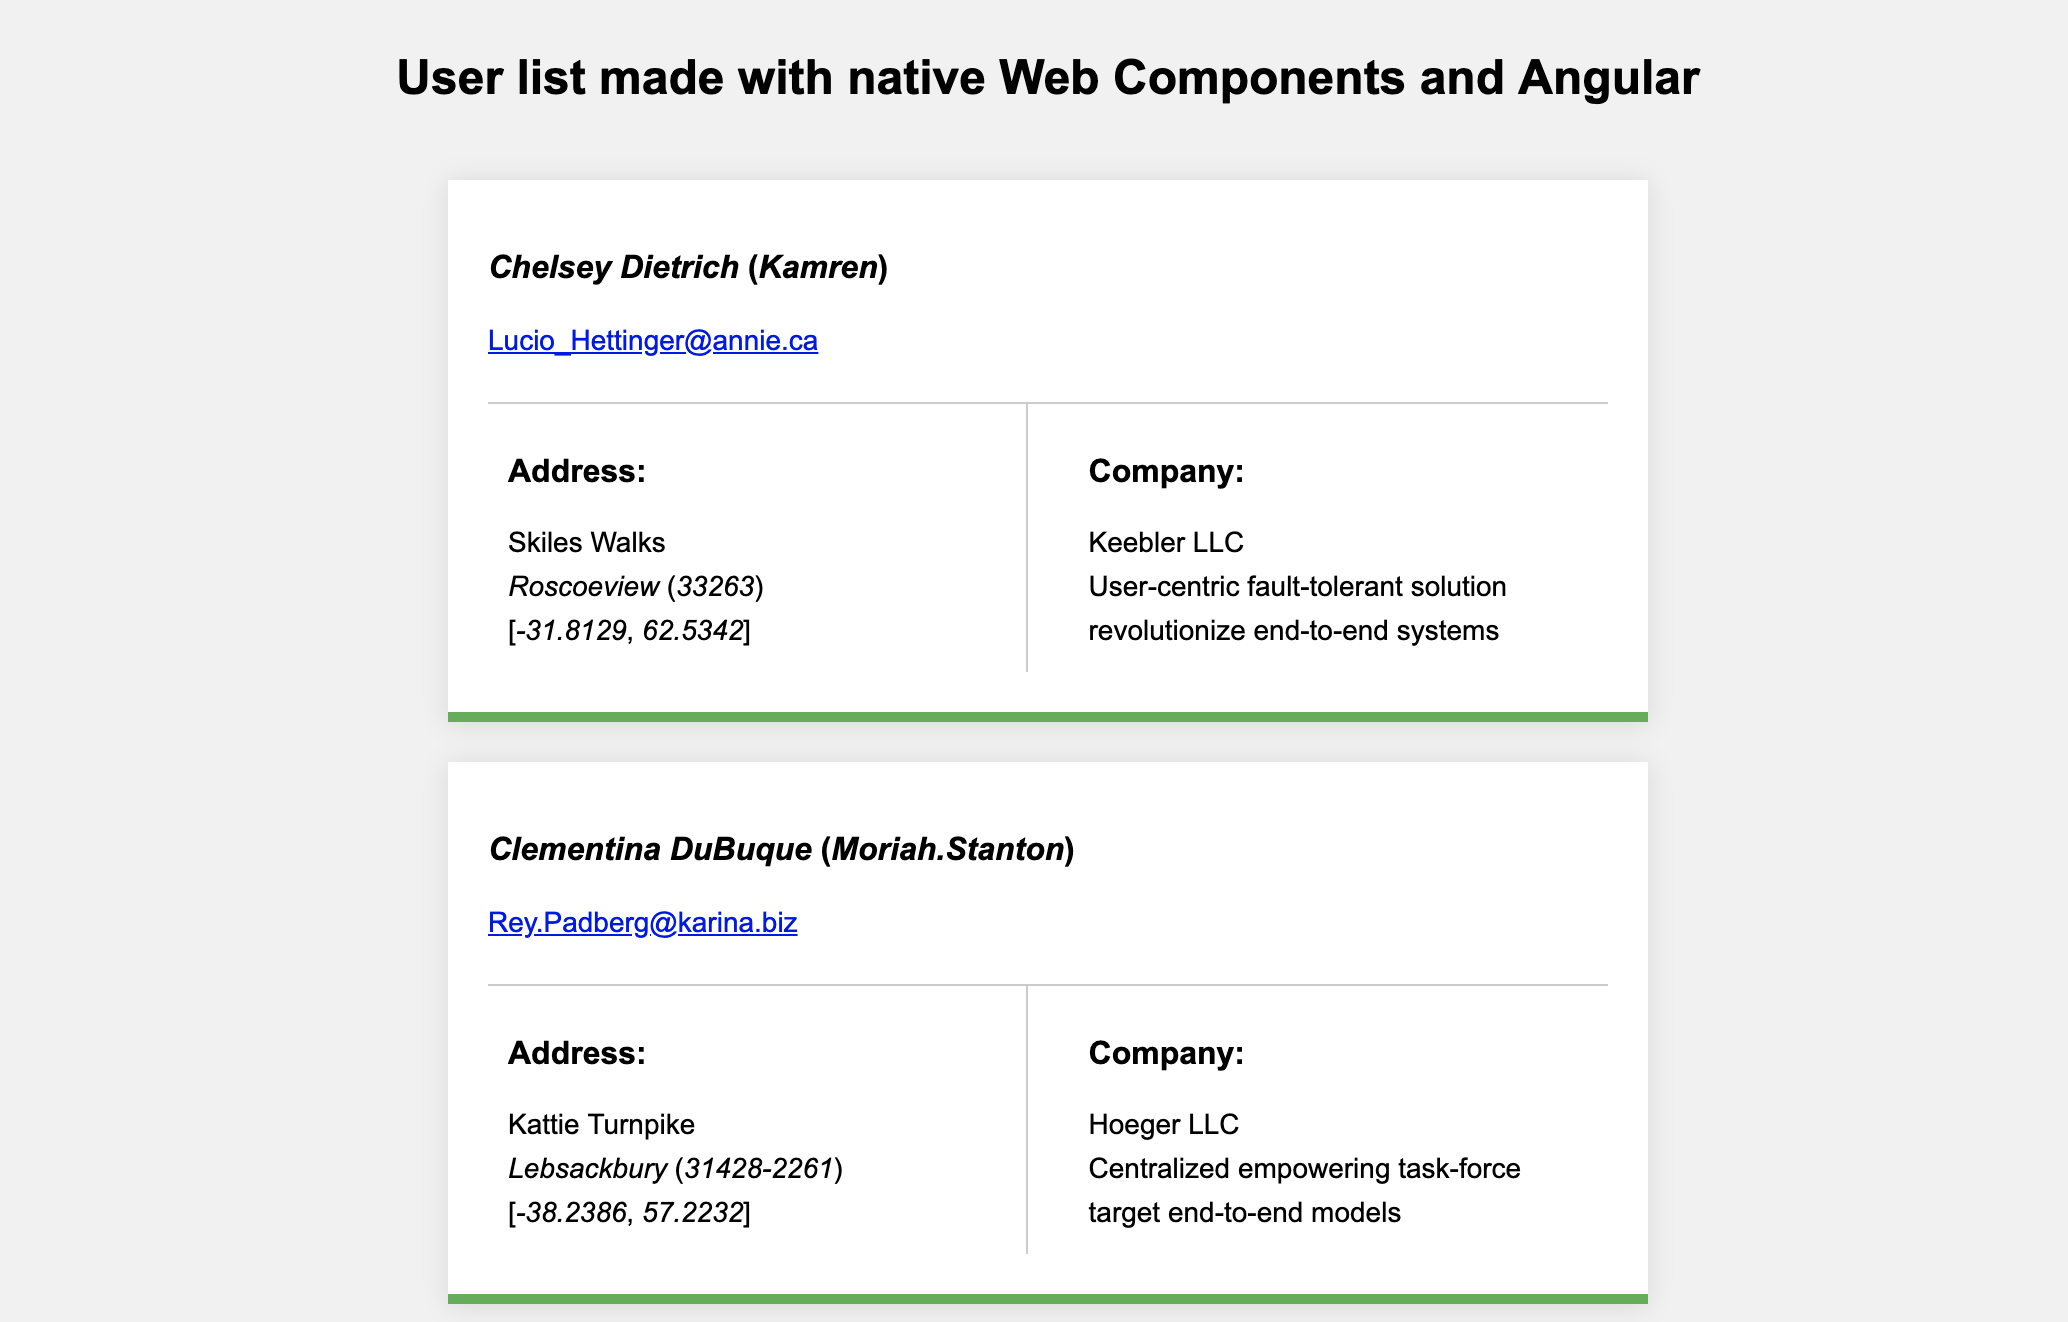 User list made with native Web Components and Angular
Chelsey Dietrich (Kamren)
Lucio_Hettinger@annie.ca
Address:
Skiles Walks
Roscoeview (33263)
[-31.8129, 62.5342]
Company:
Keebler LLC
User-centric fault-tolerant solution
revolutionize end-to-end systems
Clementina DuBuque (Moriah.Stanton)
Rey.Padberg@karina.biz
Address:
Kattie Turnpike
Lebsackbury (31428-2261)
[-38.2386, 57.2232]
Company:
Hoeger LLC
Centralized empowering task-force
target end-to-end models